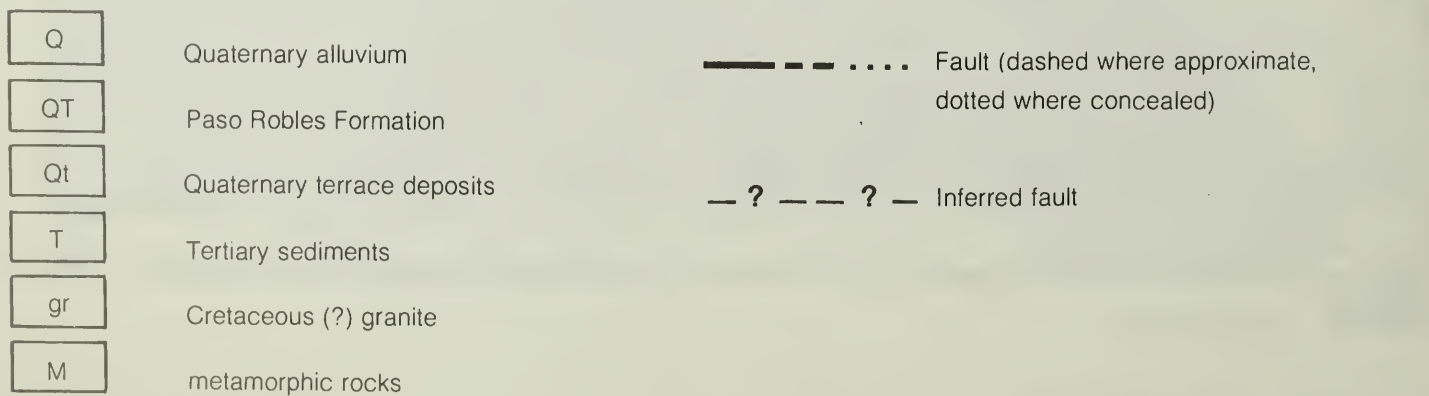 Q Quaternary alluvium
QT Paso Robles Formation
Qt Quaternary terrace deposits
T Tertiary sediments
gr Cretaceous (?) granite
M metamorphic rocks
Fault (dashed where approximate,
dotted where concealed)
— ? — — ? — Inferred fault